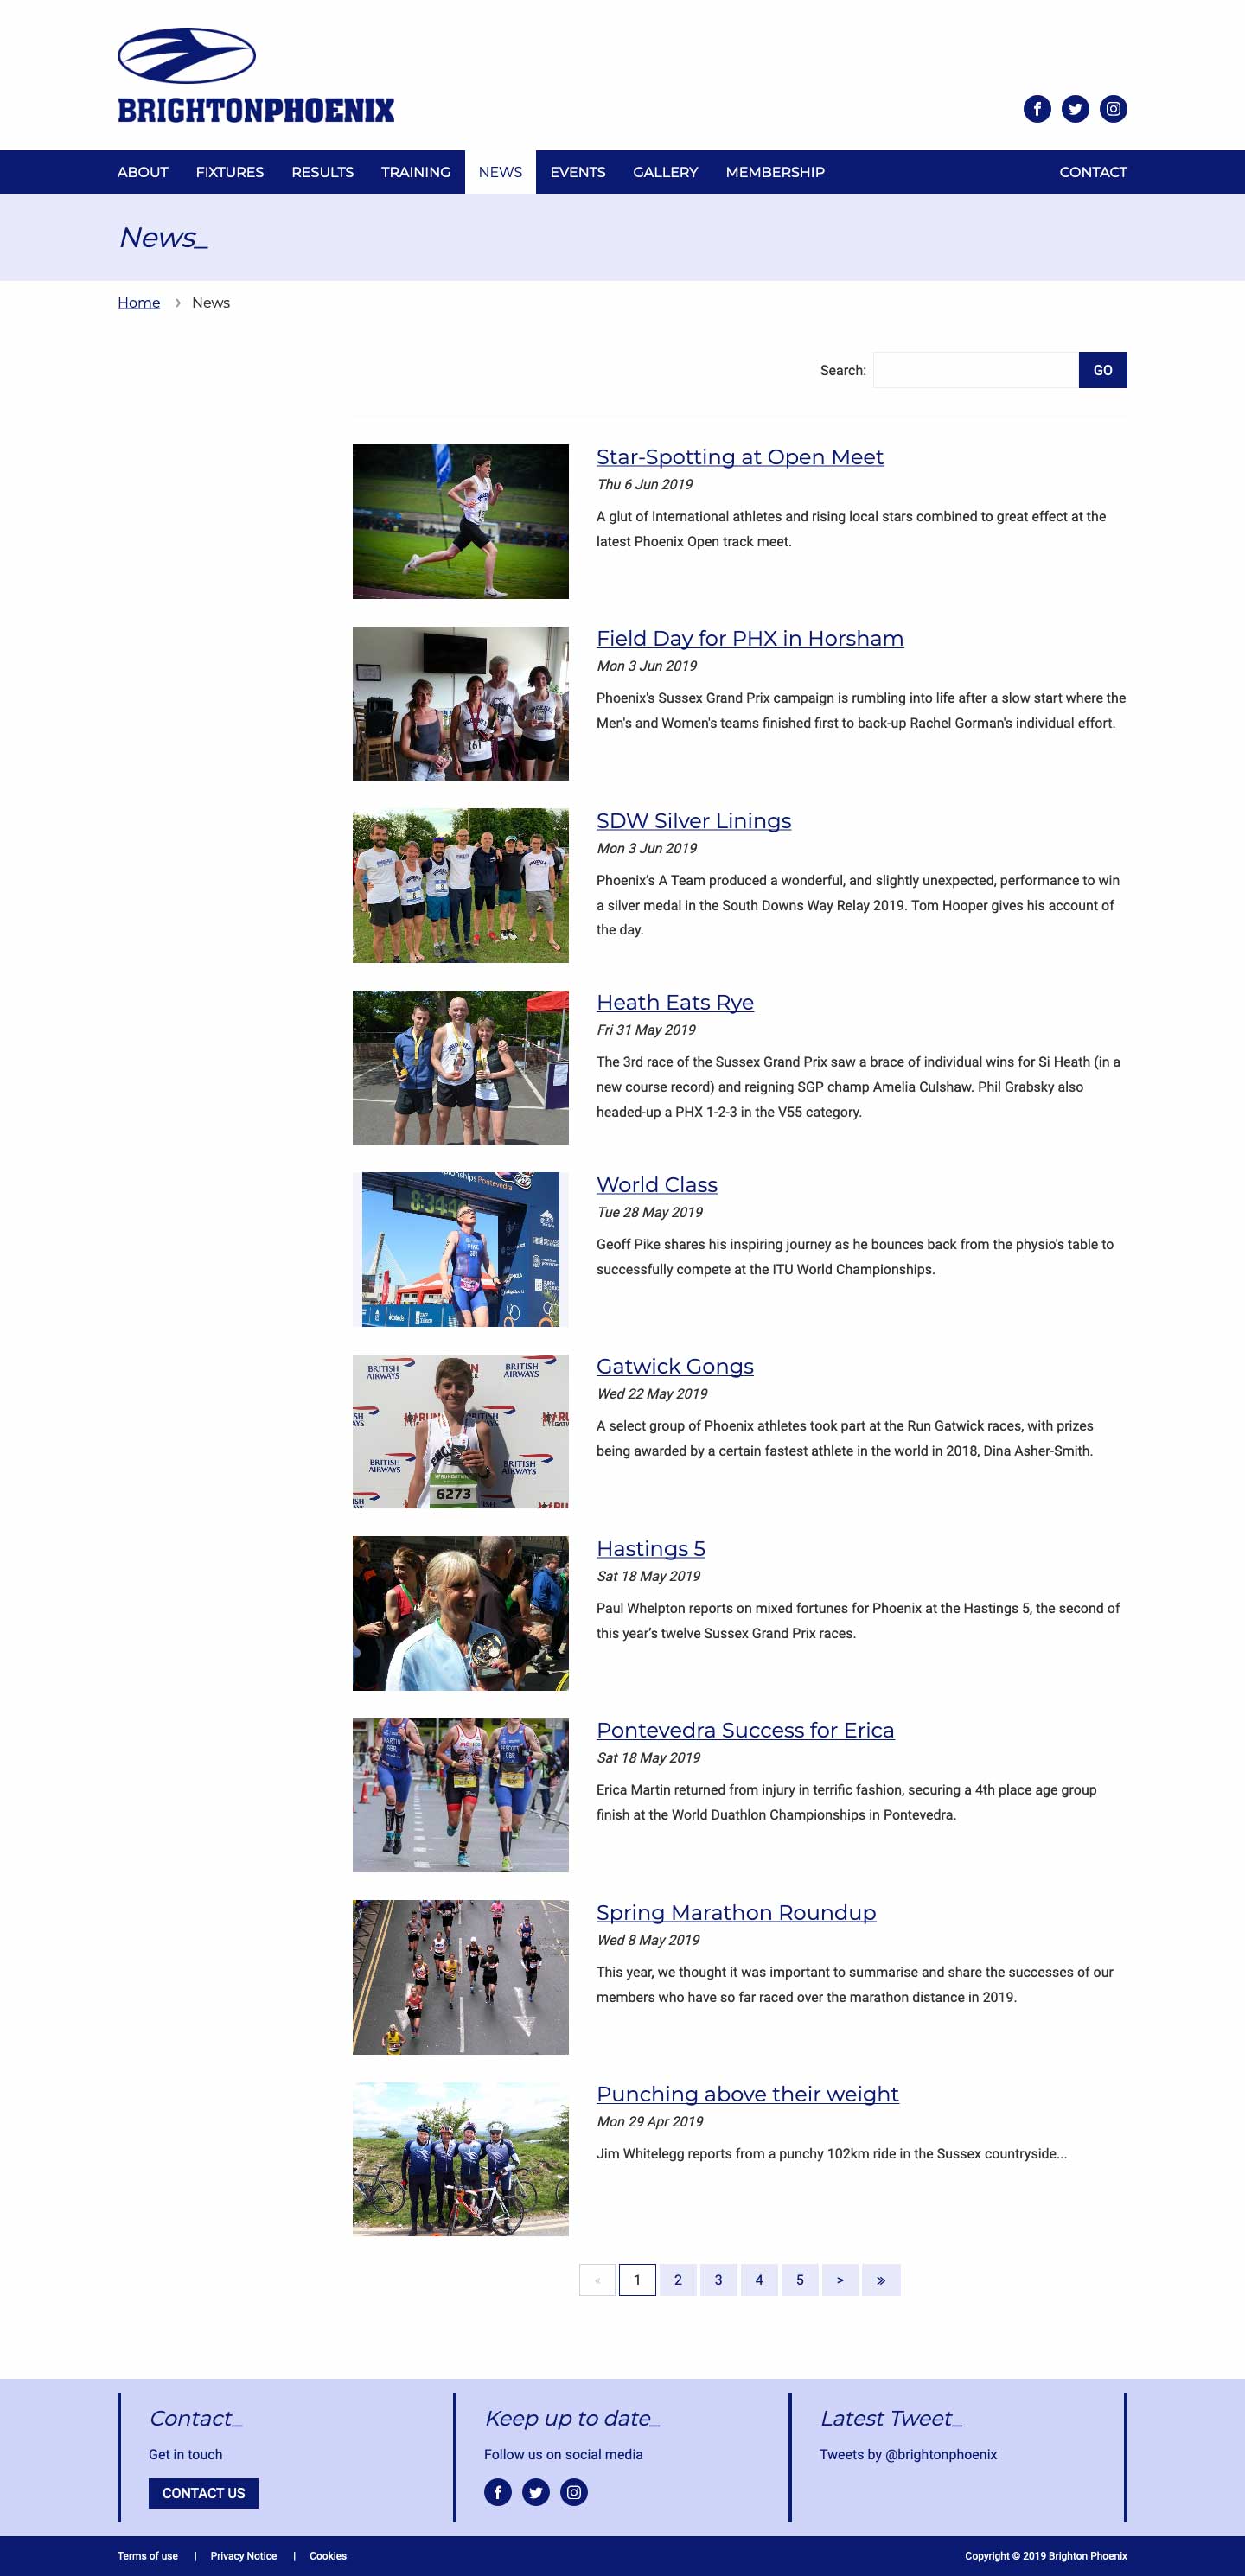 BRIGHTONPHOENIX
ABOUT FIXTURES RESULTS TRAINING NEWS EVENTS GALLERY MEMBERSHIP CONTACT
News_
Home › News
Search: GO
Star-Spotting at Open Meet
Thu 6 Jun 2019
A glut of International athletes and rising local stars combined to great effect at the
latest Phoenix Open track meet.
Field Day for PHX in Horsham
Mon 3 Jun 2019
Phoenix's Sussex Grand Prix campaign is rumbling into life after a slow start where the
Men's and Women's teams finished first to back-up Rachel Gorman's individual effort.
161
SDW Silver Linings
Mon 3 Jun 2019
Phoenix’s A Team produced a wonderful, and slightly unexpected, performance to win
a silver medal in the South Downs Way Relay 2019. Tom Hooper gives his account of
the day.
Heath Eats Rye
Fri 31 May 2019
The 3rd race of the Sussex Grand Prix saw a brace of individual wins for Si Heath (in a
new course record) and reigning SGP champ Amelia Culshaw. Phil Grabsky also
headed-up a PHX 1-2-3 in the V55 category.
Pontevedra
World Class
Tue 28 May 2019
Geoff Pike shares his inspiring journey as he bounces back from the physio's table to
successfully compete at the ITU World Championships.
BRITISH AIRWAYS
BRITISH AIRWAYS
BRITISH AIRWAYS
BRITISH AIRWAYS
6273
Gatwick Gongs
Wed 22 May 2019
A select group of Phoenix athletes took part at the Run Gatwick races, with prizes
being awarded by a certain fastest athlete in the world in 2018, Dina Asher-Smith.
Hastings 5
Sat 18 May 2019
Paul Whelpton reports on mixed fortunes for Phoenix at the Hastings 5, the second of
this year’s twelve Sussex Grand Prix races.
MARTIN
GBR
GBR
Pontevedra Success for Erica
Sat 18 May 2019
Erica Martin returned from injury in terrific fashion, securing a 4th place age group
finish at the World Duathlon Championships in Pontevedra.
Spring Marathon Roundup
Wed 8 May 2019
This year, we thought it was important to summarise and share the successes of our
members who have so far raced over the marathon distance in 2019.
Punching above their weight
Mon 29 Apr 2019
Jim Whitelegg reports from a punchy 102km ride in the Sussex countryside...
« 1 2 3 4 5 > »
Contact_
Get in touch
CONTACT US
Keep up to date_
Follow us on social media
Latest Tweet_
Tweets by @brightonphoenix
Terms of use | Privacy Notice | Cookies
Copyright © 2019 Brighton Phoenix